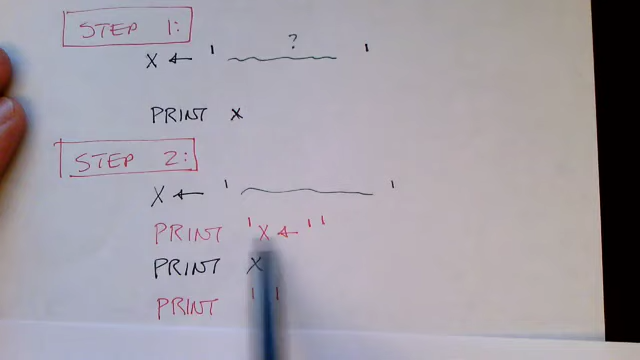 STEP 1:
?
X ← ' '
PRINT X
STEP 2:
X ← ' '
PRINT 'X←''
PRINT X
PRINT ' '